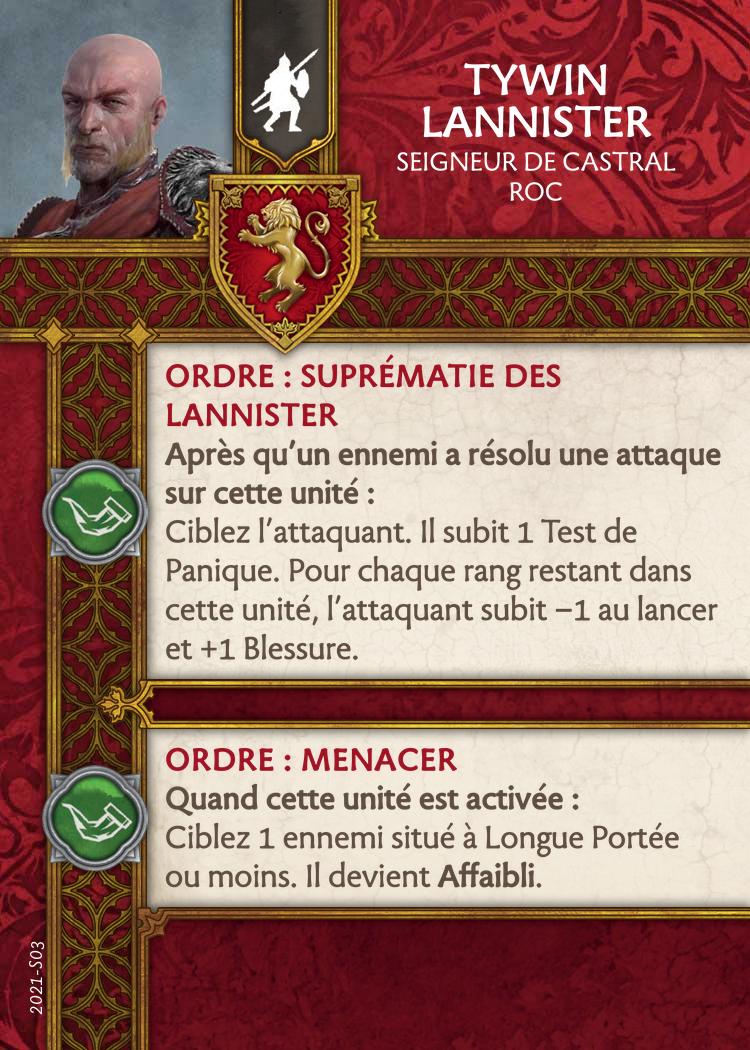 TYWIN
LANNISTER
SEIGNEUR DE CASTRAL
ROC
ORDRE : SUPRÉMATIE DES
LANNISTER
Après qu’un ennemi a résolu une attaque
sur cette unité :
Ciblez l’attaquant. Il subit 1 Test de
Panique. Pour chaque rang restant dans
cette unité, l’attaquant subit –1 au lancer
et +1 Blessure.
ORDRE : MENACER
Quand cette unité est activée :
Ciblez 1 ennemi situé à Longue Portée
ou moins. Il devient Affaibli.
2021-S03